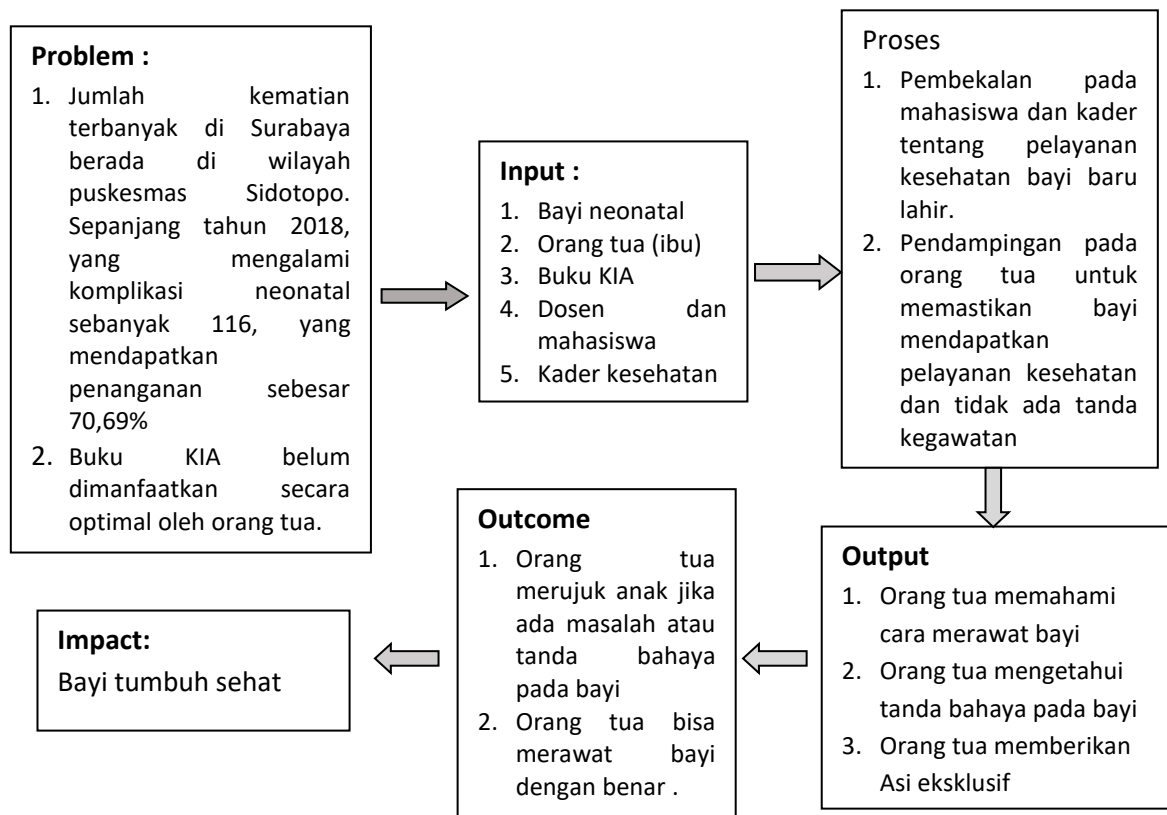 Problem :
1. Jumlah kematian
terbanyak di Surabaya
berada di wilayah
puskesmas Sidotopo.
Sepanjang tahun 2018,
yang mengalami
komplikasi neonatal
sebanyak 116, yang
mendapatkan
penanganan sebesar
70,69%
2. Buku KIA belum
dimanfaatkan secara
optimal oleh orang tua.
Input :
1. Bayi neonatal
2. Orang tua (ibu)
3. Buku KIA
4. Dosen dan
mahasiswa
5. Kader kesehatan
Proses
1. Pembekalan pada
mahasiswa dan kader
tentang pelayanan
kesehatan bayi baru
lahir.
2. Pendampingan pada
orang tua untuk
memastikan bayi
mendapatkan
pelayanan kesehatan
dan tidak ada tanda
kegawatan
Output
1. Orang tua memahami
cara merawat bayi
2. Orang tua mengetahui
tanda bahaya pada bayi
3. Orang tua memberikan
Asi eksklusif
Outcome
1. Orang tua
merujuk anak jika
ada masalah atau
tanda bahaya
pada bayi
2. Orang tua bisa
merawat bayi
dengan benar .
Impact:
Bayi tumbuh sehat